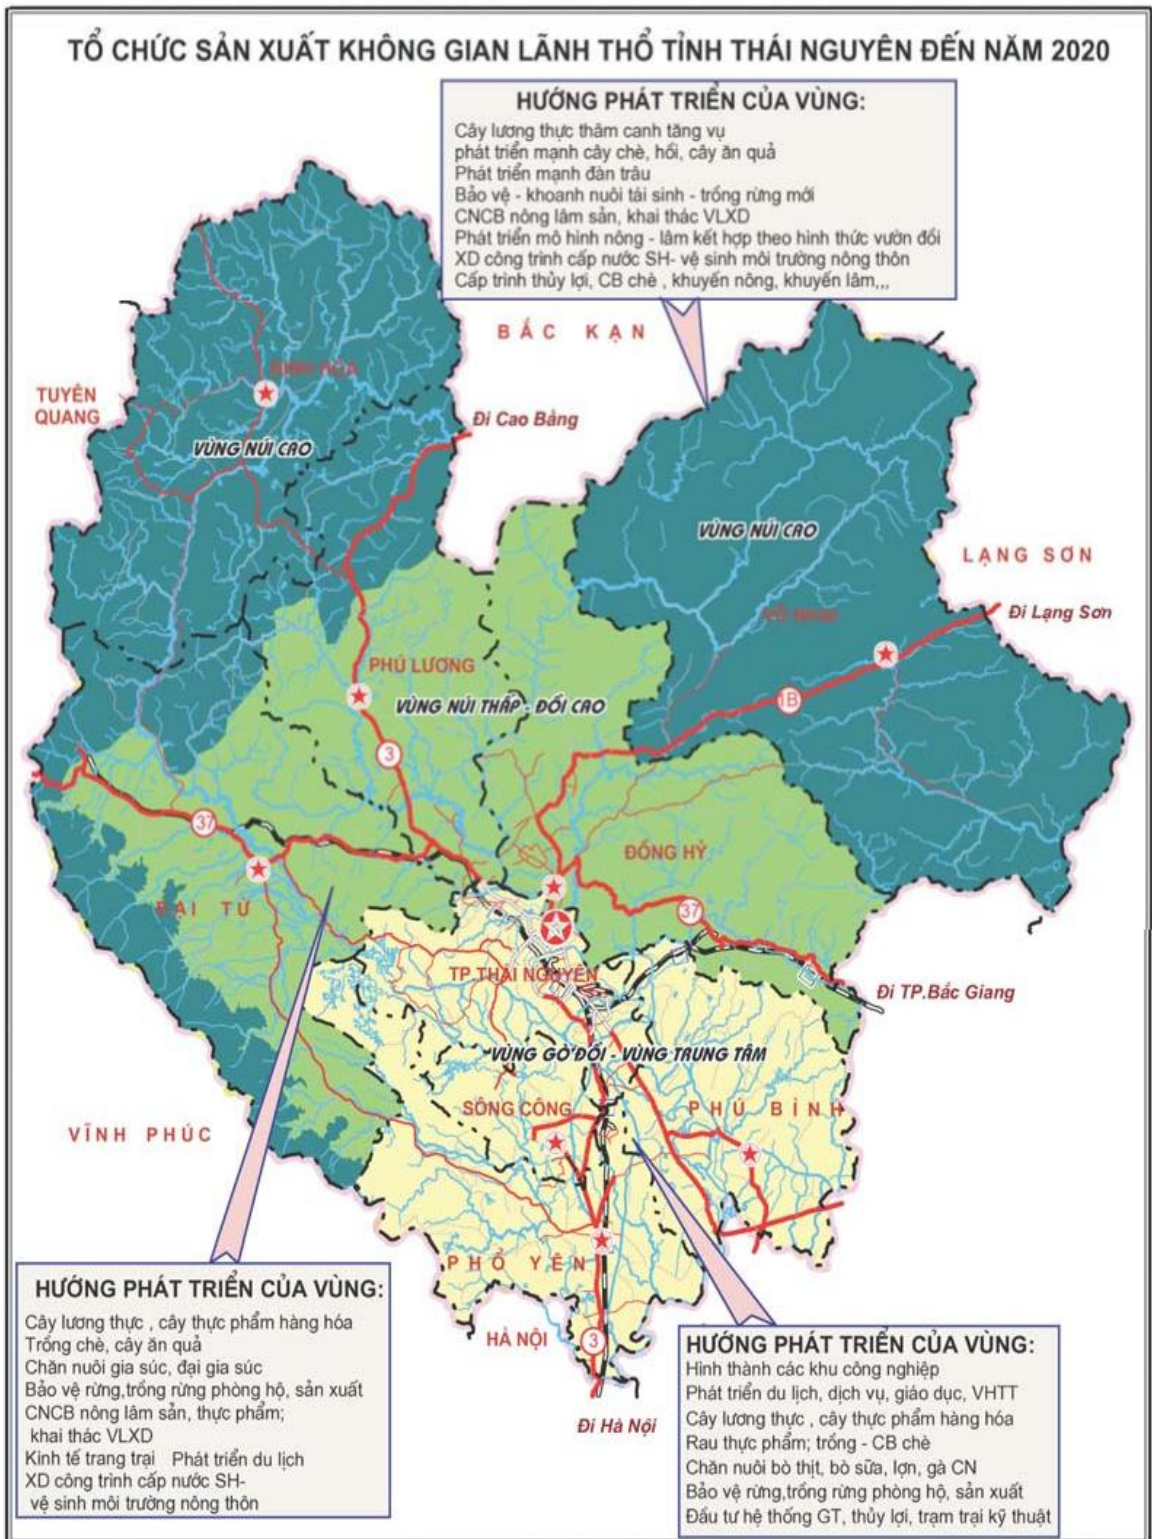 TỔ CHỨC SẢN XUẤT KHÔNG GIAN LÃNH THỔ TỈNH THÁI NGUYÊN ĐẾN NĂM 2020
HƯỚNG PHÁT TRIỂN CỦA VÙNG:
Cây lương thực thâm canh tăng vụ
phát triển mạnh cây chè, hồi, cây ăn quả
Phát triển mạnh đàn trâu
Bảo vệ - khoanh nuôi tái sinh - trồng rừng mới
CNCB nông lâm sản, khai thác VLXD
Phát triển mô hình nông - lâm kết hợp theo hình thức vườn đồi
XD công trình cấp nước SH- vệ sinh môi trường nông thôn
Cấp trình thủy lợi, CB chè , khuyến nông, khuyến lâm,,,
BẮC KẠN
ĐỊNH HÓA
TUYÊN
QUANG
Đi Cao Bằng
VÙNG NÚI CAO
VÙNG NÚI CAO
LẠNG SƠN
VÕ NHAI
Đi Lạng Sơn
PHÚ LƯƠNG
VÙNG NÚI THẤP - ĐỒI CAO
1B
3
37
ĐỒNG HỶ
ĐẠI TỪ
37
TP.THÁI NGUYÊN
Đi TP.Bắc Giang
VÙNG GÒ ĐỒI - VÙNG TRUNG TÂM
SÔNG CÔNG
PHÚ BÌNH
VĨNH PHÚC
PHỔ YÊN
HÀ NỘI
3
Đi Hà Nội
HƯỚNG PHÁT TRIỂN CỦA VÙNG:
Cây lương thực , cây thực phẩm hàng hóa
Trồng chè, cây ăn quả
Chăn nuôi gia súc, đại gia súc
Bảo vệ rừng,trồng rừng phòng hộ, sản xuất
CNCB nông lâm sản, thực phẩm;
khai thác VLXD
Kinh tế trang trại Phát triển du lịch
XD công trình cấp nước SH-
vệ sinh môi trường nông thôn
HƯỚNG PHÁT TRIỂN CỦA VÙNG:
Hình thành các khu công nghiệp
Phát triển du lịch, dịch vụ, giáo dục, VHTT
Cây lương thực , cây thực phẩm hàng hóa
Rau thực phẩm; trồng - CB chè
Chăn nuôi bò thịt, bò sữa, lợn, gà CN
Bảo vệ rừng,trồng rừng phòng hộ, sản xuất
Đầu tư hệ thống GT, thủy lợi, trạm trại kỹ thuật